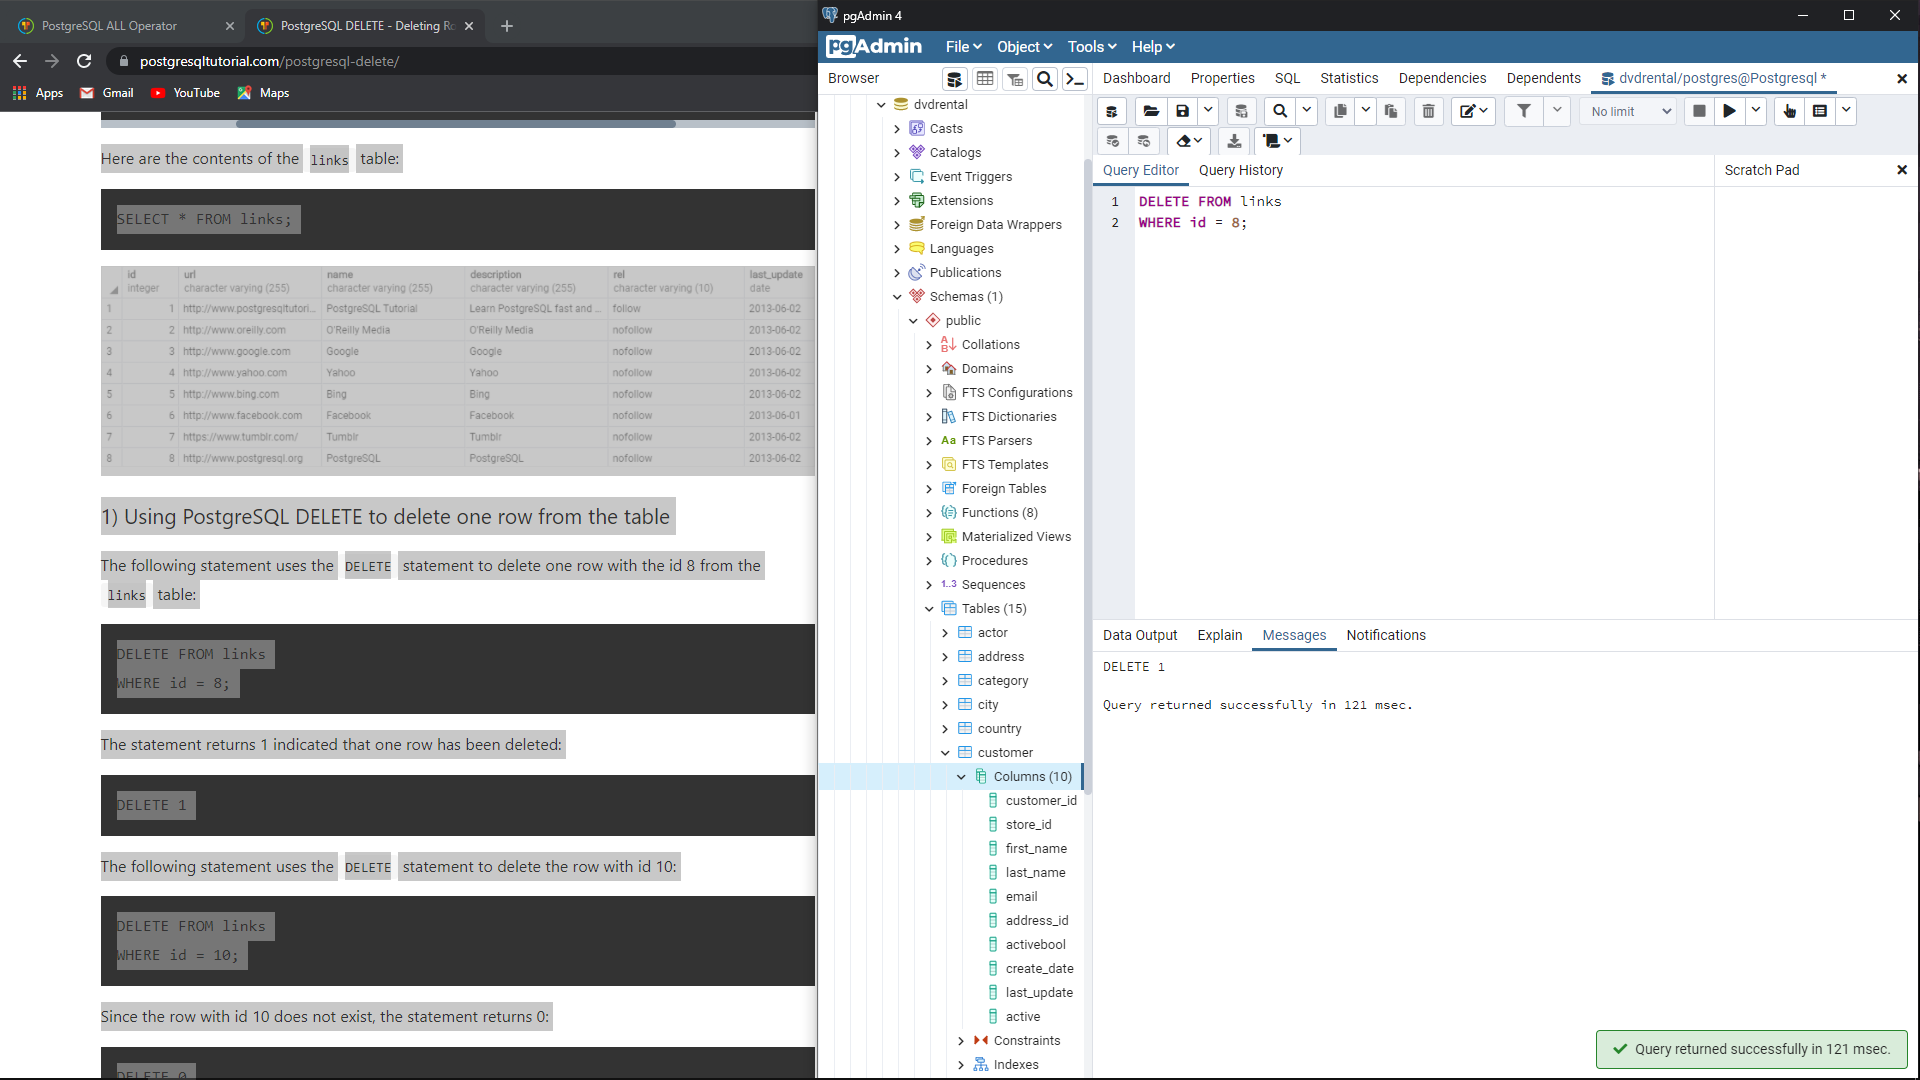 PostgreSQL ALL Operator
PostgreSQL DELETE - Deleting Ro
postgresqltutorial.com/postgresql-delete/
Apps
Gmail
YouTube
Maps
Here are the contents of the links table:
SELECT * FROM links;
id url name description rel last_update
integer character varying (255) character varying (255) character varying (255) character varying (10) date
1 1 http://www.postgresqltutori... PostgreSQL Tutorial Learn PostgreSQL fast and ... follow 2013-06-02
2 2 http://www.oreilly.com O'Reilly Media O'Reilly Media nofollow 2013-06-02
3 3 http://www.google.com Google Google nofollow 2013-06-02
4 4 http://www.yahoo.com Yahoo Yahoo nofollow 2013-06-02
5 5 http://www.bing.com Bing Bing nofollow 2013-06-02
6 6 http://www.facebook.com Facebook Facebook nofollow 2013-06-01
7 7 https://www.tumblr.com/ Tumblr Tumblr nofollow 2013-06-02
8 8 http://www.postgresql.org PostgreSQL PostgreSQL nofollow 2013-06-02
1) Using PostgreSQL DELETE to delete one row from the table
The following statement uses the DELETE statement to delete one row with the id 8 from the
links table:
DELETE FROM links
WHERE id = 8;
The statement returns 1 indicated that one row has been deleted:
DELETE 1
The following statement uses the DELETE statement to delete the row with id 10:
DELETE FROM links
WHERE id = 10;
Since the row with id 10 does not exist, the statement returns 0:
DELETE 0
pgAdmin 4
pgAdmin File Object Tools Help
Browser
dvdrental
Casts
Catalogs
Event Triggers
Extensions
Foreign Data Wrappers
Languages
Publications
Schemas (1)
public
Collations
Domains
FTS Configurations
FTS Dictionaries
Aa FTS Parsers
FTS Templates
Foreign Tables
Functions (8)
Materialized Views
Procedures
1..3 Sequences
Tables (15)
actor
address
category
city
country
customer
Columns (10)
customer_id
store_id
first_name
last_name
email
address_id
activebool
create_date
last_update
active
Constraints
Indexes
Dashboard Properties SQL Statistics Dependencies Dependents dvdrental/postgres@Postgresql *
No limit
Query Editor Query History
Scratch Pad
1 DELETE FROM links
2 WHERE id = 8;
Data Output Explain Messages Notifications
DELETE 1
Query returned successfully in 121 msec.
Query returned successfully in 121 msec.